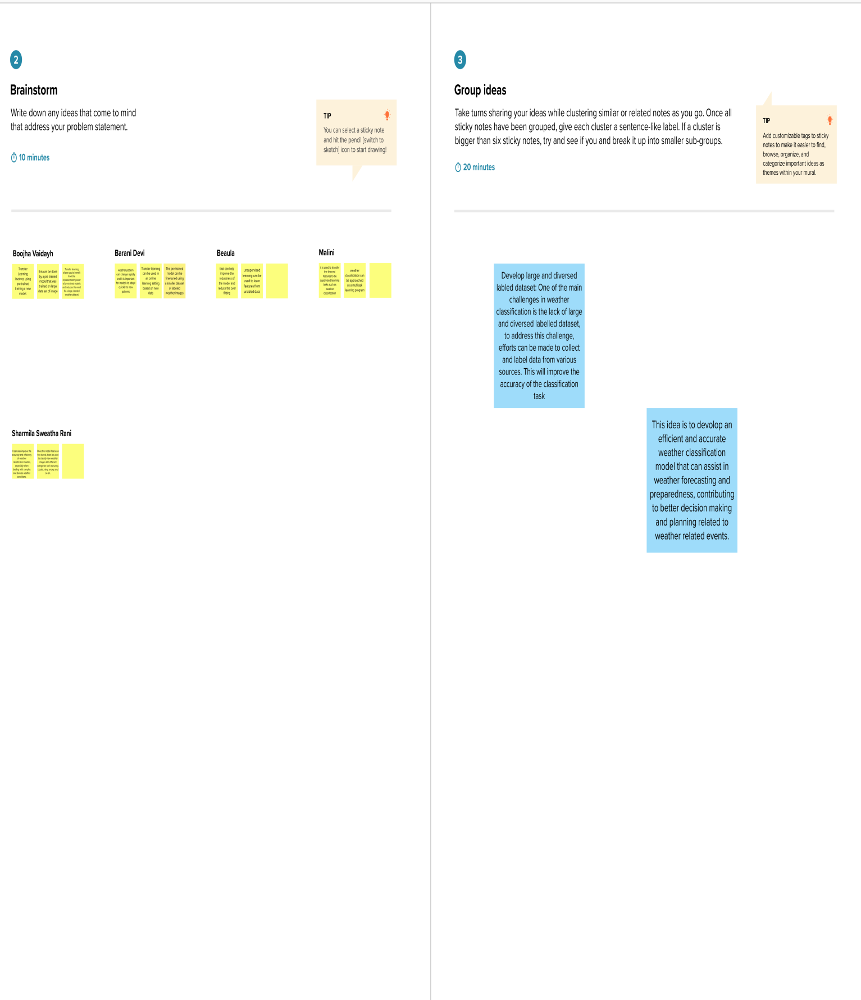 2
Brainstorm
Write down any ideas that come to mind
that address your problem statement.
10 minutes
TIP
You can select a sticky note
and hit the pencil [switch to
sketch] icon to start drawing!
Boojha Vaidayh
Transfer
Learning
involves using
pre trained
training a new
model.
this can be done
by a pre trained
model that was
trained on large
data set of image
Transfer learning
allows you to benefit
from the
representation power
of pre-trained models
and reduces the need
for a large, labeled
weather dataset
Barani Devi
weather pattern
can change rapidly
and it is important
for models to adapt
quickly to new
patterns
Transfer learning
can be used in
an online
learning setting
based on new
data
The pre-trained
model can be
fine-tuned using
a smaller dataset
of labeled
weather images
Beaula
that can help
improve the
robustness of
the model and
reduce the over
fitting
unsupervised
learning can be
used to learn
features from
unabled data
Malini
it is used to transfer
the learned
features to be
supervised learning
tasks such as
weather
classification
weather
classification can
be approached
as a multitask
learning program
Sharmila Sweatha Rani
It can also improve the
accuracy and efficiency
of weather
classification models,
especially when
dealing with complex
and diverse weather
conditions.
Once the model has been
fine-tuned, it can be used
to classify new weather
images into different
categories such as sunny,
cloudy, rainy, snowy, and
so on.
3
Group ideas
Take turns sharing your ideas while clustering similar or related notes as you go. Once all
sticky notes have been grouped, give each cluster a sentence-like label. If a cluster is
bigger than six sticky notes, try and see if you and break it up into smaller sub-groups.
20 minutes
TIP
Add customizable tags to sticky
notes to make it easier to find,
browse, organize, and
categorize important ideas as
themes within your mural.
Develop large and diversed
labled dataset: One of the main
challenges in weather
classification is the lack of large
and diversed labelled dataset,
to address this challenge,
efforts can be made to collect
and label data from various
sources. This will improve the
accuracy of the classification
task
This idea is to devolop an
efficient and accurate
weather classification
model that can assist in
weather forecasting and
preparedness, contributing
to better decision making
and planning related to
weather related events.